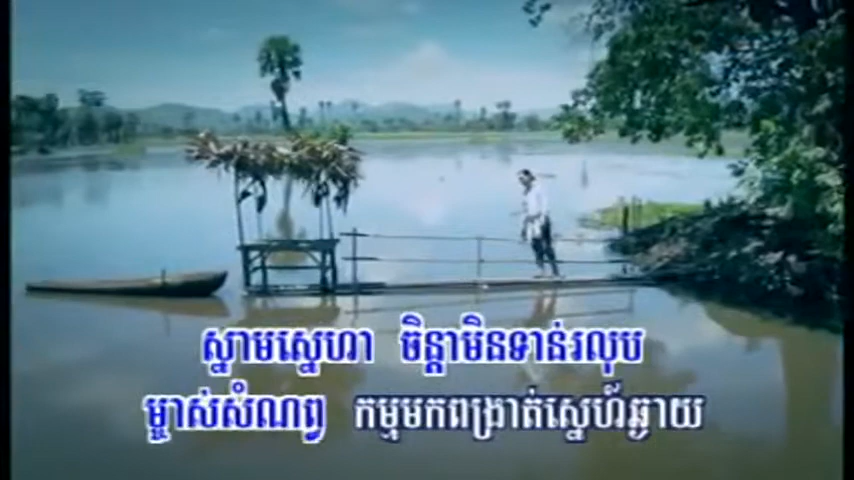 ស្នាមស្នេហា ចិន្តាមិនទាន់រលុប
ម្ចាស់សំណព្វ កម្មមកពង្រាត់ស្នេហ៍ឆ្ងាយ